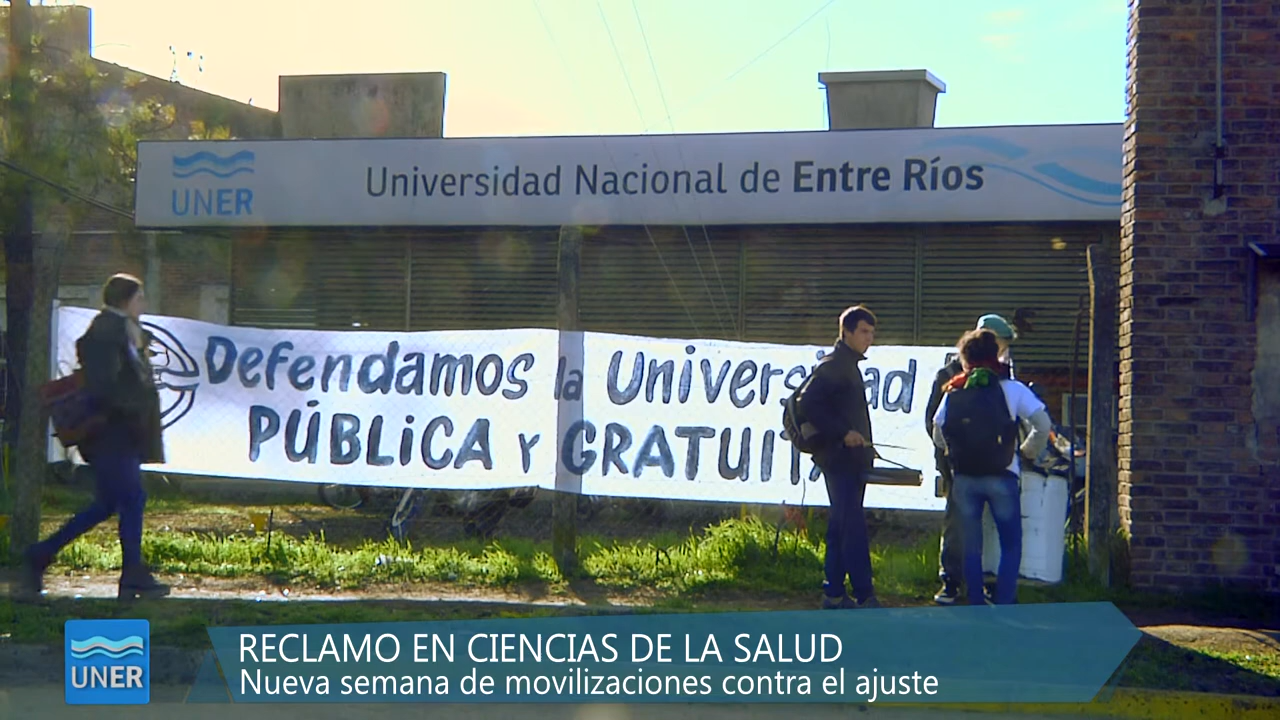 UNER
Universidad Nacional de Entre Ríos
Defendamos la Universidad
PÚBLiCA Y GRATUITA
UNER
RECLAMO EN CIENCIAS DE LA SALUD
Nueva semana de movilizaciones contra el ajuste